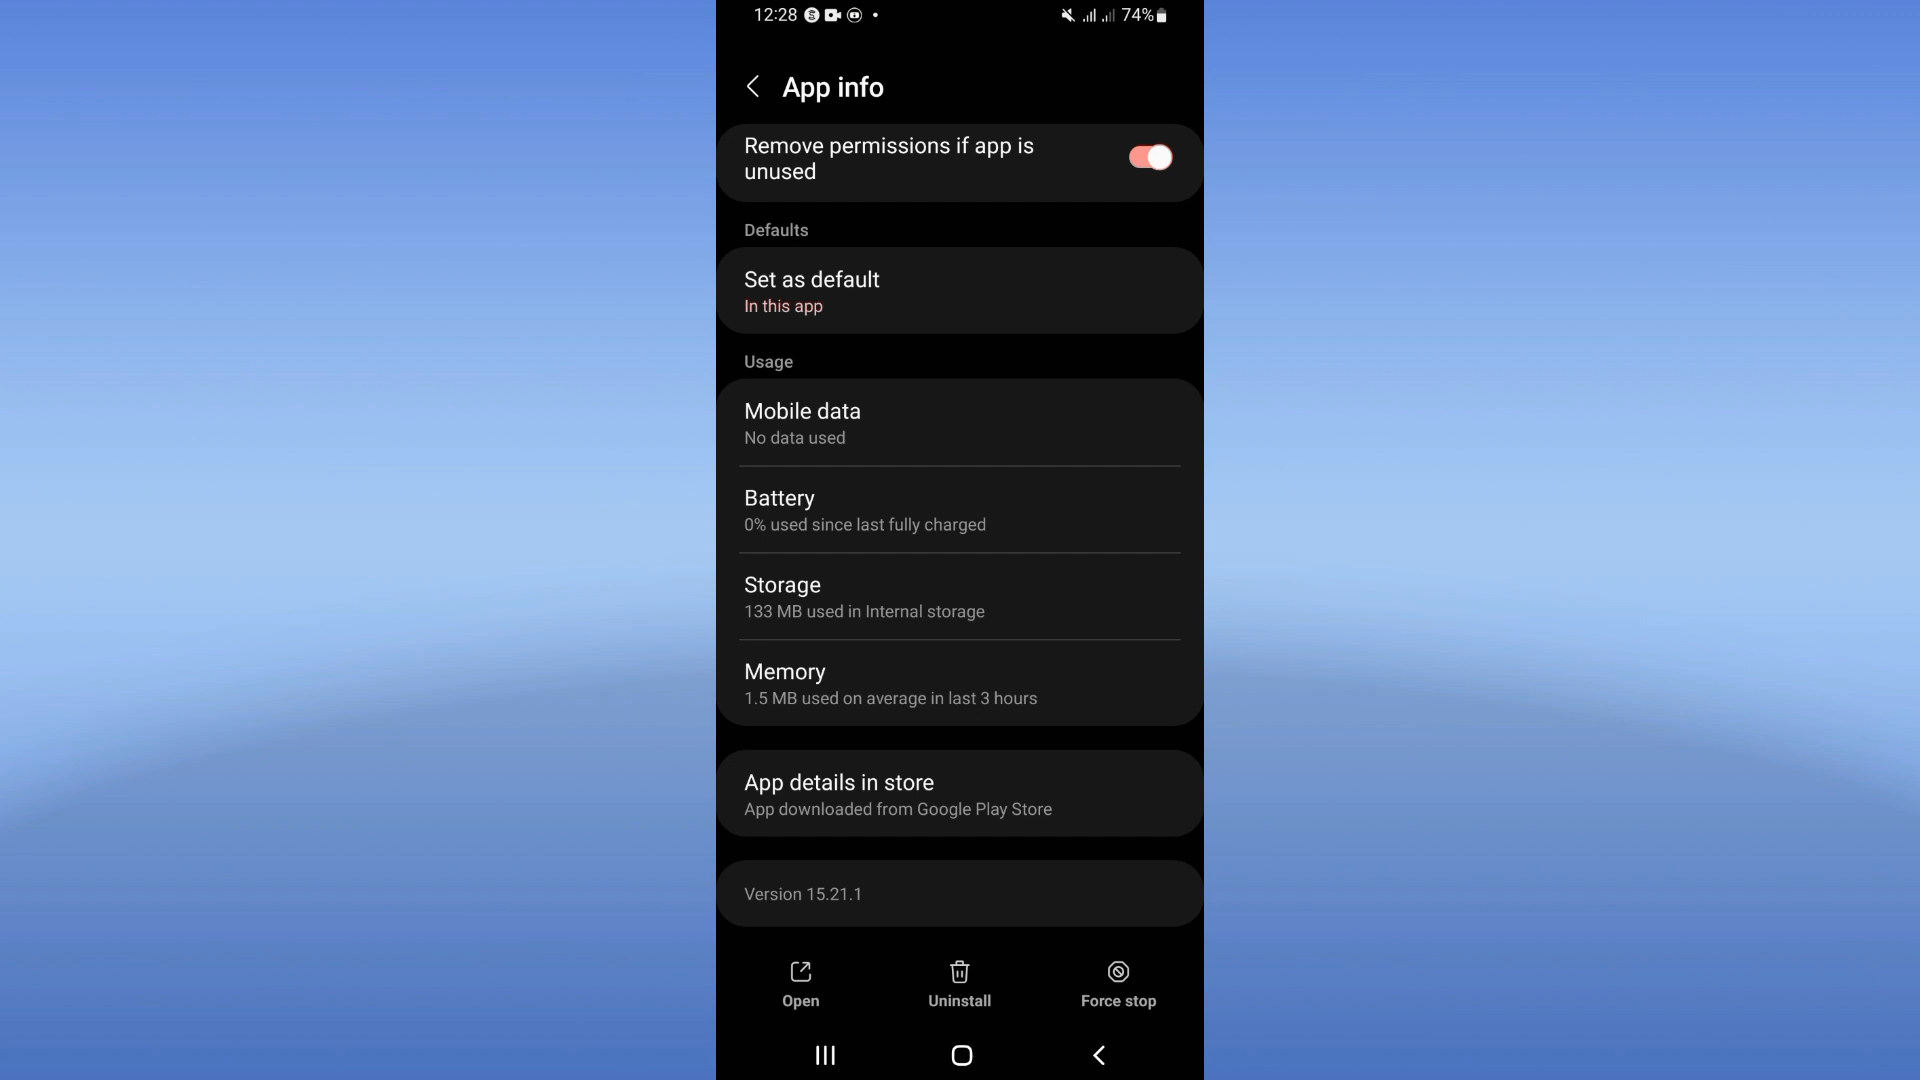 12:28 74%
App info
Remove permissions if app is
unused
Defaults
Set as default
In this app
Usage
Mobile data
No data used
Battery
0% used since last fully charged
Storage
133 MB used in Internal storage
Memory
1.5 MB used on average in last 3 hours
App details in store
App downloaded from Google Play Store
Version 15.21.1
Open Uninstall Force stop